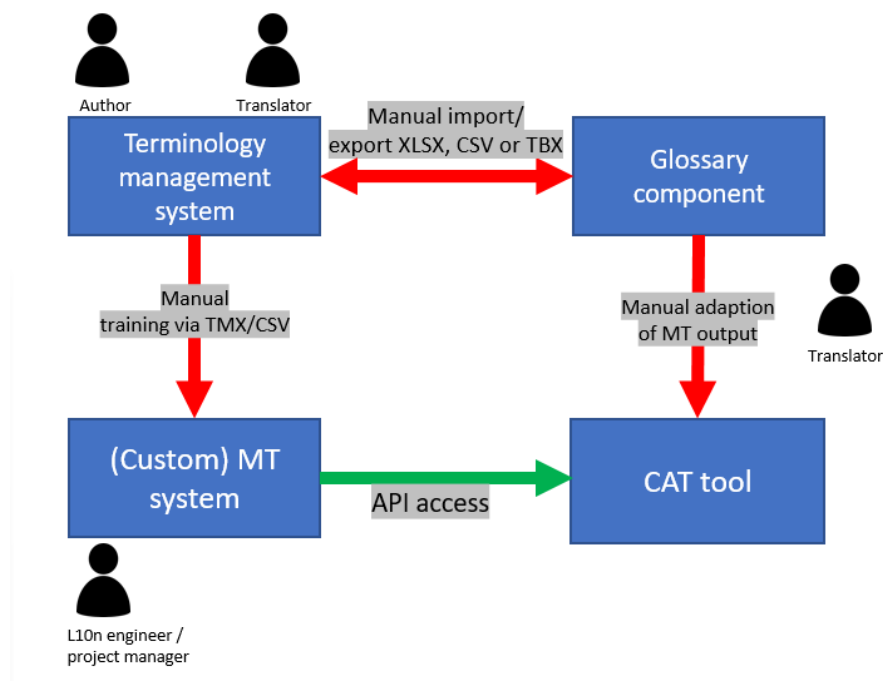 Author
Translator
Manual import/
export XLSX, CSV or TBX
Terminology
management
system
Glossary
component
Manual
training via TMX/CSV
Manual adaption
of MT output
Translator
(Custom) MT
system
API access
CAT tool
L10n engineer /
project manager